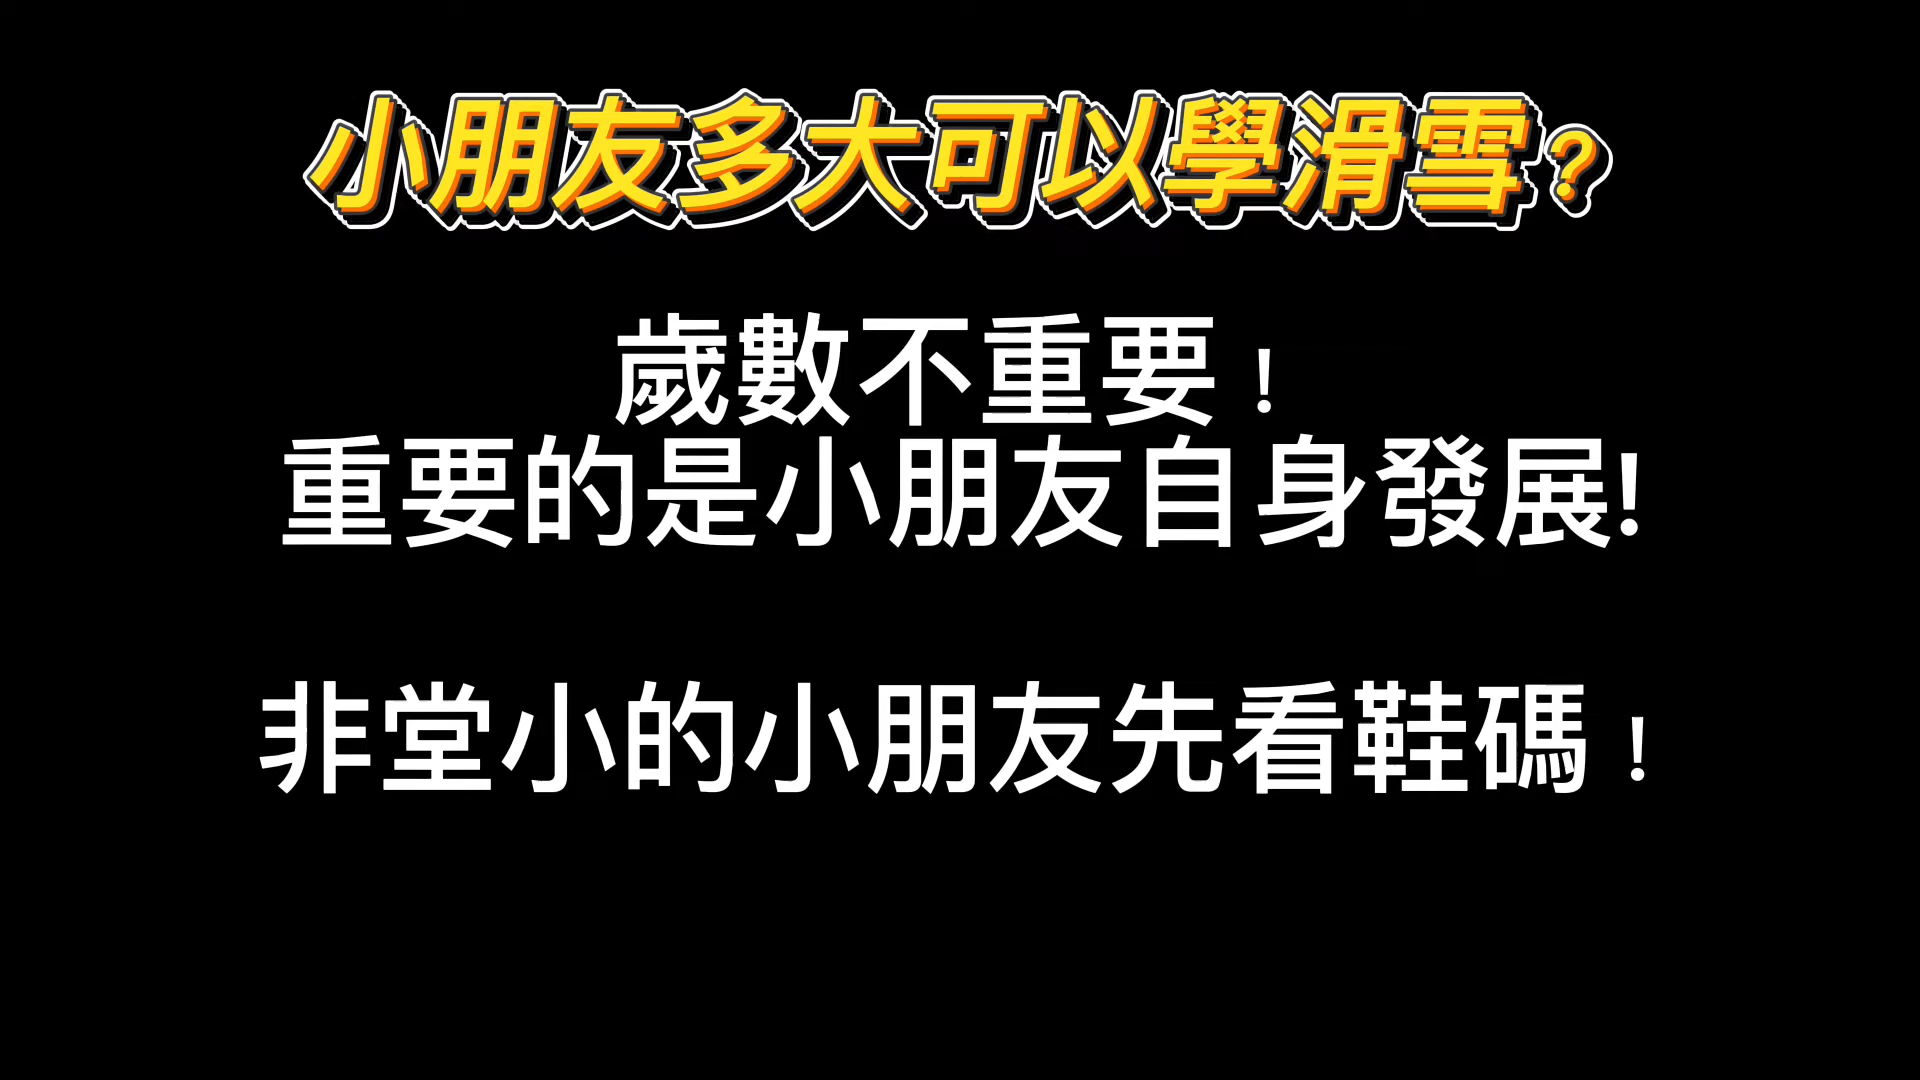 小朋友多大可以學滑雪？
歲數不重要！
重要的是小朋友自身發展!
非堂小的小朋友先看鞋碼！